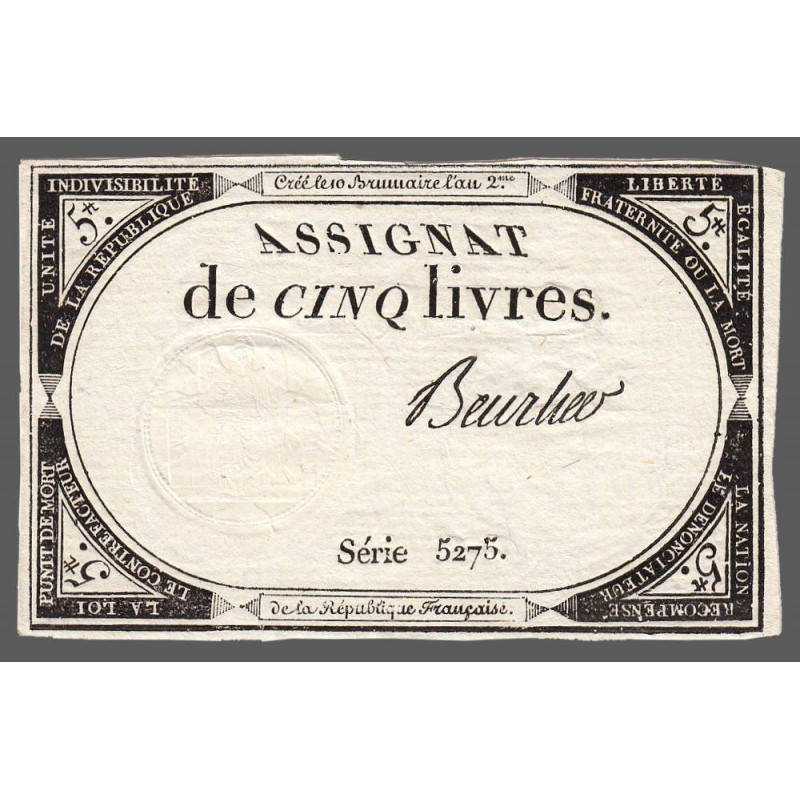 Créé le 10 Brumaire l'an 2.me
UNITÉ INDIVISIBILITÉ
DE LA RÉPUBLIQUE
5#
LIBERTÉ EGALITÉ
FRATERNITÉ OU LA MORT
5#
ASSIGNAT
de CINQ livres.
Beurlier
Série 5275.
LA LOI PUNIT DE MORT
LE CONTREFACTEUR
5#
LA NATION RÉCOMPENSE
LE DÉNONCIATEUR
5#
de la République Française.